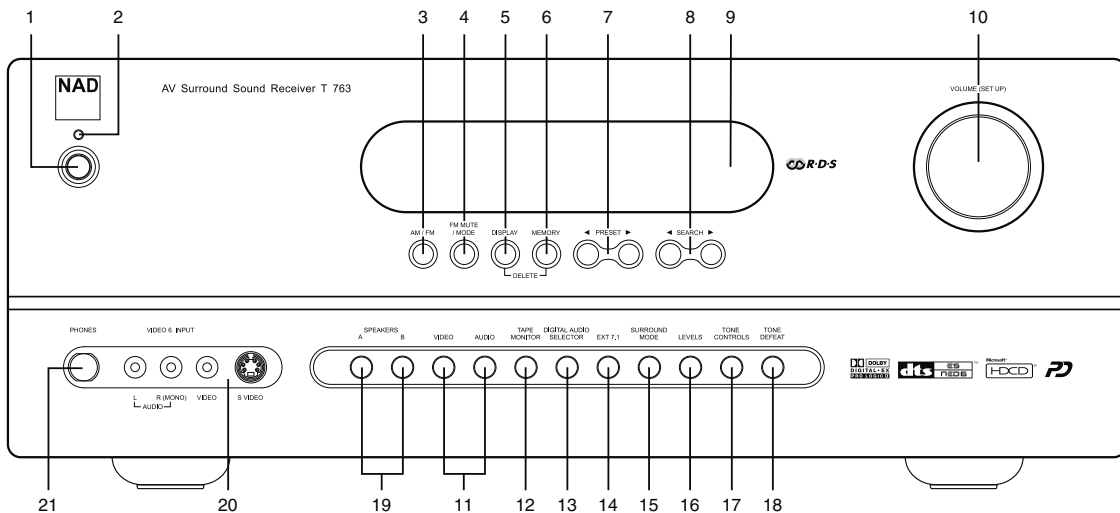 1 2 3 4 5 6 7 8 9 10
NAD
AV Surround Sound Receiver T 763
VOLUME (SET UP)
R·D·S
AM / FM
FM MUTE
/ MODE
DISPLAY
MEMORY
◄ PRESET ►
◄ SEARCH ►
DELETE
PHONES
VIDEO 6 INPUT
L
R (MONO)
AUDIO
VIDEO
S VIDEO
SPEAKERS
A B
VIDEO
AUDIO
TAPE
MONITOR
DIGITAL AUDIO
SELECTOR
EXT 7,1
SURROUND
MODE
LEVELS
TONE
CONTROLS
TONE
DEFEAT
DOLBY
DIGITAL·EX
PRO LOGIC II
dts
ES
NEO:6
TM
Microsoft®
HDCD®
21 20 19 11 12 13 14 15 16 17 18